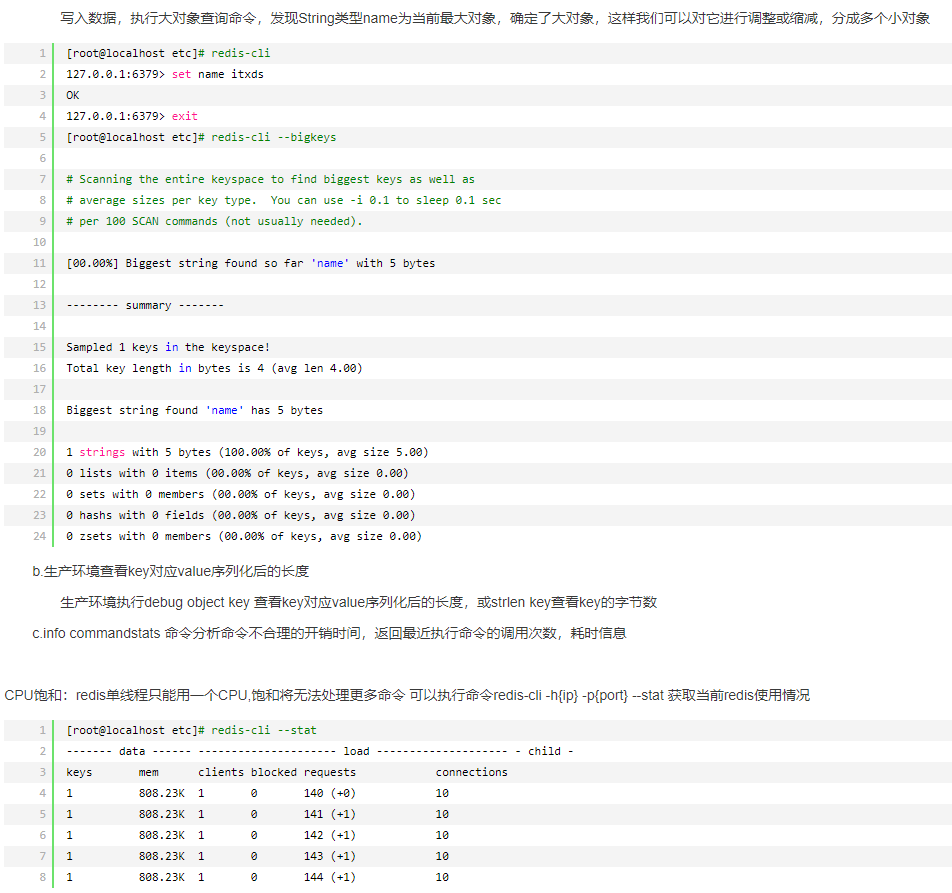 写入数据，执行大对象查询命令，发现String类型name为当前最大对象，确定了大对象，这样我们可以对它进行调整或缩减，分成多个小对象
1 [root@localhost etc]# redis-cli
2 127.0.0.1:6379> set name itxds
3 OK
4 127.0.0.1:6379> exit
5 [root@localhost etc]# redis-cli --bigkeys
6
7 # Scanning the entire keyspace to find biggest keys as well as
8 # average sizes per key type.  You can use -i 0.1 to sleep 0.1 sec
9 # per 100 SCAN commands (not usually needed).
10
11 [00.00%] Biggest string found so far 'name' with 5 bytes
12
13 -------- summary -------
14
15 Sampled 1 keys in the keyspace!
16 Total key length in bytes is 4 (avg len 4.00)
17
18 Biggest string found 'name' has 5 bytes
19
20 1 strings with 5 bytes (100.00% of keys, avg size 5.00)
21 0 lists with 0 items (00.00% of keys, avg size 0.00)
22 0 sets with 0 members (00.00% of keys, avg size 0.00)
23 0 hashs with 0 fields (00.00% of keys, avg size 0.00)
24 0 zsets with 0 members (00.00% of keys, avg size 0.00)
b.生产环境查看key对应value序列化后的长度
生产环境执行debug object key 查看key对应value序列化后的长度，或strlen key查看key的字节数
c.info commandstats 命令分析命令不合理的开销时间，返回最近执行命令的调用次数，耗时信息
CPU饱和：redis单线程只能用一个CPU,饱和将无法处理更多命令 可以执行命令redis-cli -h{ip} -p{port} --stat 获取当前redis使用情况
1 [root@localhost etc]# redis-cli --stat
2 ------- data ------ --------------------- load -------------------- - child -
3 keys       mem      clients blocked requests            connections
4 1          808.23K  1       0       140 (+0)            10
5 1          808.23K  1       0       141 (+1)            10
6 1          808.23K  1       0       142 (+1)            10
7 1          808.23K  1       0       143 (+1)            10
8 1          808.23K  1       0       144 (+1)            10